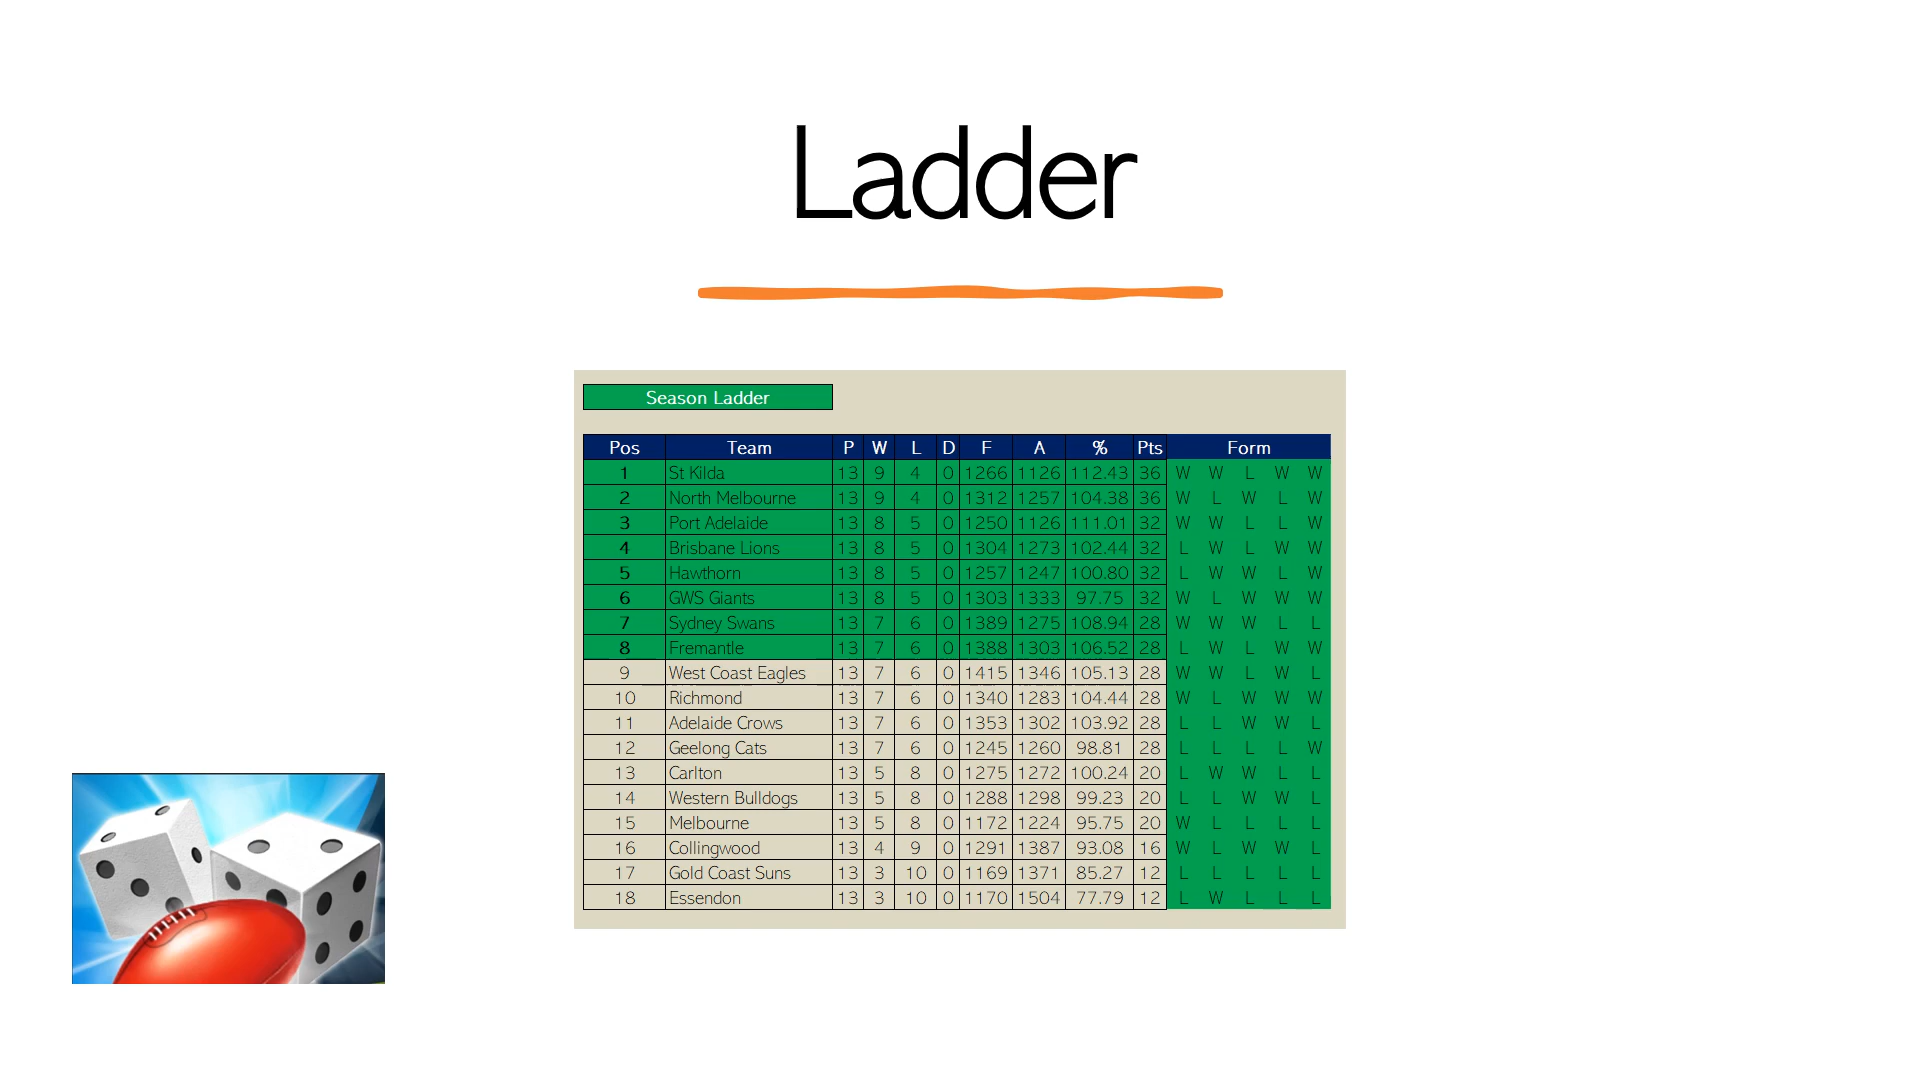 Ladder
Season Ladder
Pos Team P W L D F A % Pts Form
1 St Kilda 13 9 4 0 1266 1126 112.43 36 W W L W W
2 North Melbourne 13 9 4 0 1312 1257 104.38 36 W L W L W
3 Port Adelaide 13 8 5 0 1250 1126 111.01 32 W W L L W
4 Brisbane Lions 13 8 5 0 1304 1273 102.44 32 L W L W W
5 Hawthorn 13 8 5 0 1257 1247 100.80 32 L W W L W
6 GWS Giants 13 8 5 0 1303 1333 97.75 32 W L W W W
7 Sydney Swans 13 7 6 0 1389 1275 108.94 28 W W W L L
8 Fremantle 13 7 6 0 1388 1303 106.52 28 L W L W W
9 West Coast Eagles 13 7 6 0 1415 1346 105.13 28 W W L W L
10 Richmond 13 7 6 0 1340 1283 104.44 28 W L W W W
11 Adelaide Crows 13 7 6 0 1353 1302 103.92 28 L L W W L
12 Geelong Cats 13 7 6 0 1245 1260 98.81 28 L L L L W
13 Carlton 13 5 8 0 1275 1272 100.24 20 L W W L L
14 Western Bulldogs 13 5 8 0 1288 1298 99.23 20 L L W W L
15 Melbourne 13 5 8 0 1172 1224 95.75 20 W L L L L
16 Collingwood 13 4 9 0 1291 1387 93.08 16 W L W W L
17 Gold Coast Suns 13 3 10 0 1169 1371 85.27 12 L L L L L
18 Essendon 13 3 10 0 1170 1504 77.79 12 L W L L L